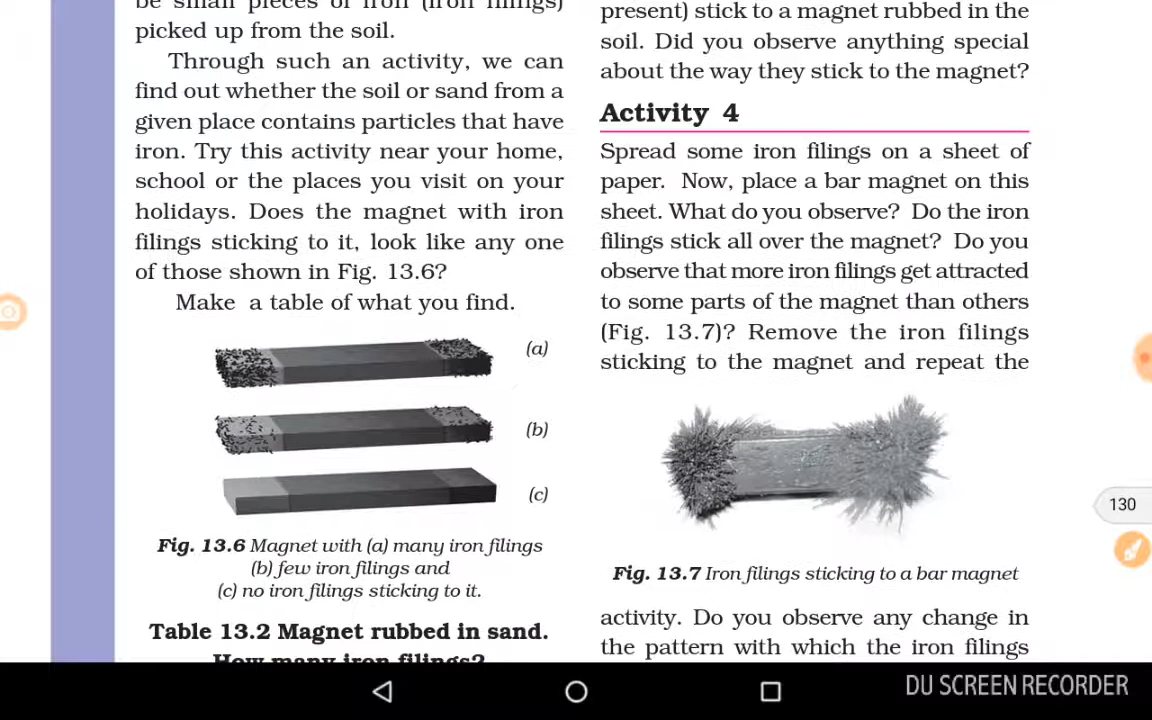 be small pieces of iron (iron filings)
picked up from the soil.
Through such an activity, we can
find out whether the soil or sand from a
given place contains particles that have
iron. Try this activity near your home,
school or the places you visit on your
holidays. Does the magnet with iron
filings sticking to it, look like any one
of those shown in Fig. 13.6?
Make a table of what you find.
(a)
(b)
(c)
Fig. 13.6 Magnet with (a) many iron filings
(b) few iron filings and
(c) no iron filings sticking to it.
Table 13.2 Magnet rubbed in sand.
How many iron filings?
present) stick to a magnet rubbed in the
soil. Did you observe anything special
about the way they stick to the magnet?
Activity 4
Spread some iron filings on a sheet of
paper. Now, place a bar magnet on this
sheet. What do you observe? Do the iron
filings stick all over the magnet? Do you
observe that more iron filings get attracted
to some parts of the magnet than others
(Fig. 13.7)? Remove the iron filings
sticking to the magnet and repeat the
Fig. 13.7 Iron filings sticking to a bar magnet
activity. Do you observe any change in
the pattern with which the iron filings
130
DU SCREEN RECORDER